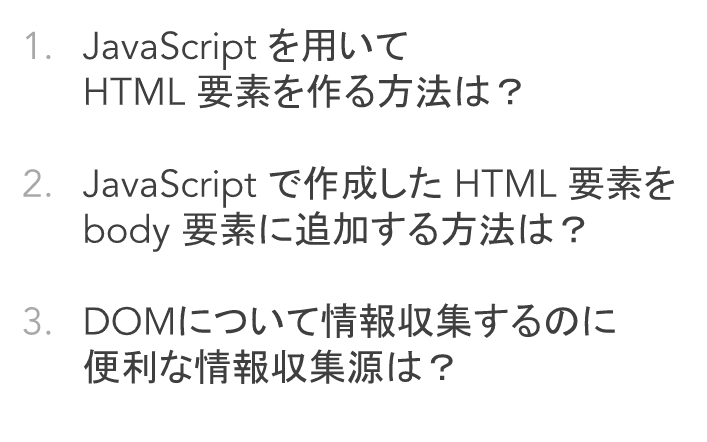 1. JavaScript を用いて
HTML 要素を作る方法は？
2. JavaScript で作成した HTML 要素を
body 要素に追加する方法は？
3. DOMについて情報収集するのに
便利な情報収集源は？